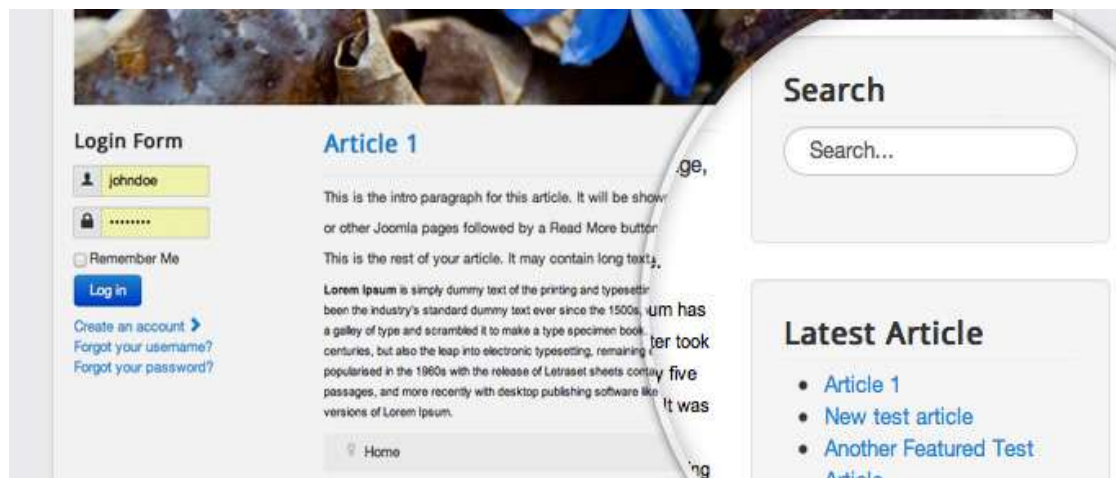 Login Form
johndoe
••••••••
Remember Me
Log in
Create an account
Forgot your username?
Forgot your password?
Article 1
This is the intro paragraph for this article. It will be show
or other Joomla pages followed by a Read More button
This is the rest of your article. It may contain long text
Lorem Ipsum is simply dummy text of the printing and typesettin
been the industry's standard dummy text ever since the 1500s,
a galley of type and scrambled it to make a type specimen book.
centuries, but also the leap into electronic typesetting, remaining
popularised in the 1960s with the release of Letraset sheets contai
passages, and more recently with desktop publishing software like
versions of Lorem Ipsum.
Home
ge,
um has
ter took
y five
It was
ng
Search
Search...
Latest Article
Article 1
New test article
Another Featured Test
Article